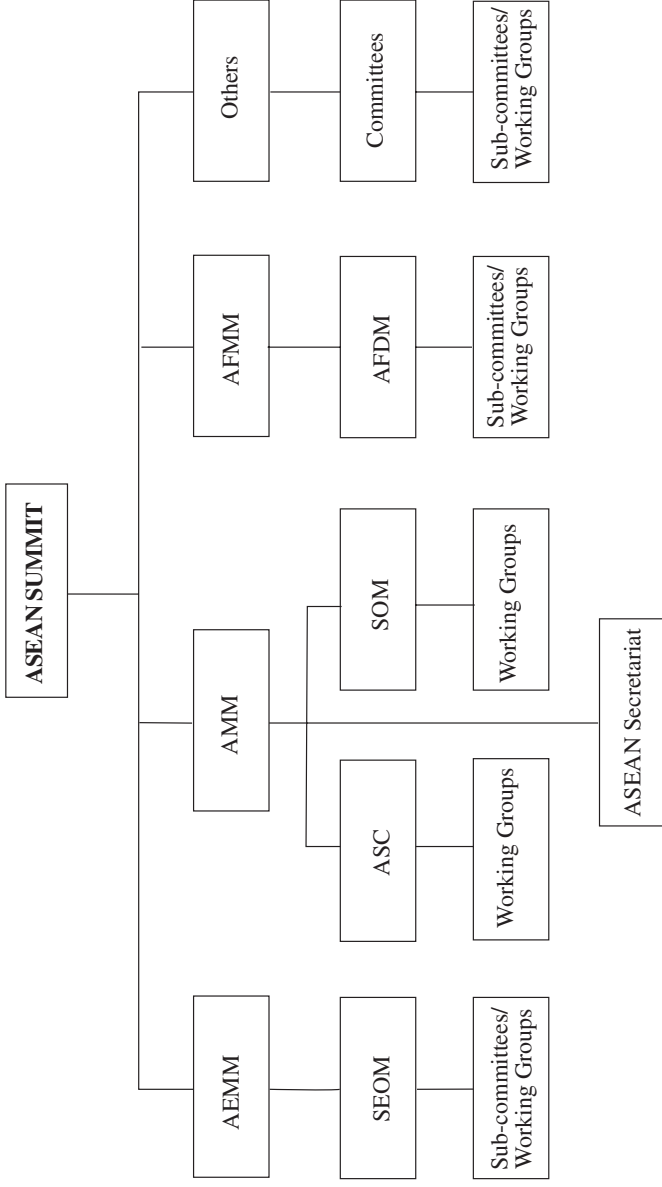 ASEAN SUMMIT
AEMM
AMM
AFMM
Others
SEOM
ASC
SOM
AFDM
Committees
Sub-committees/
Working Groups
Working Groups
Working Groups
Sub-committees/
Working Groups
Sub-committees/
Working Groups
ASEAN Secretariat